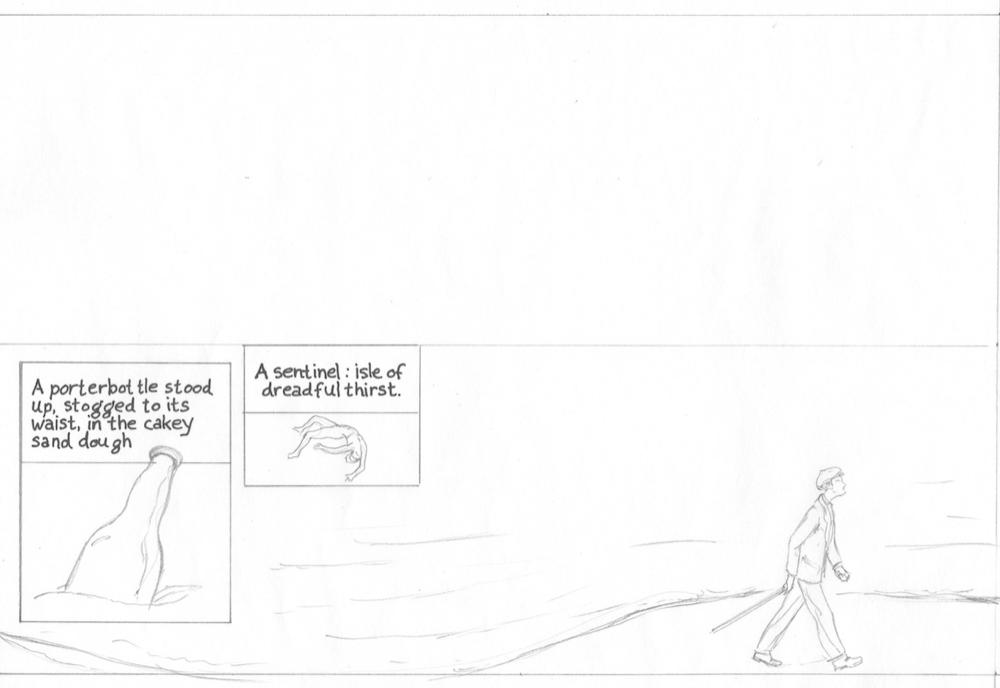 A porterbottle stood
up, stogged to its
waist, in the cakey
sand dough
A sentinel : isle of
dreadful thirst.